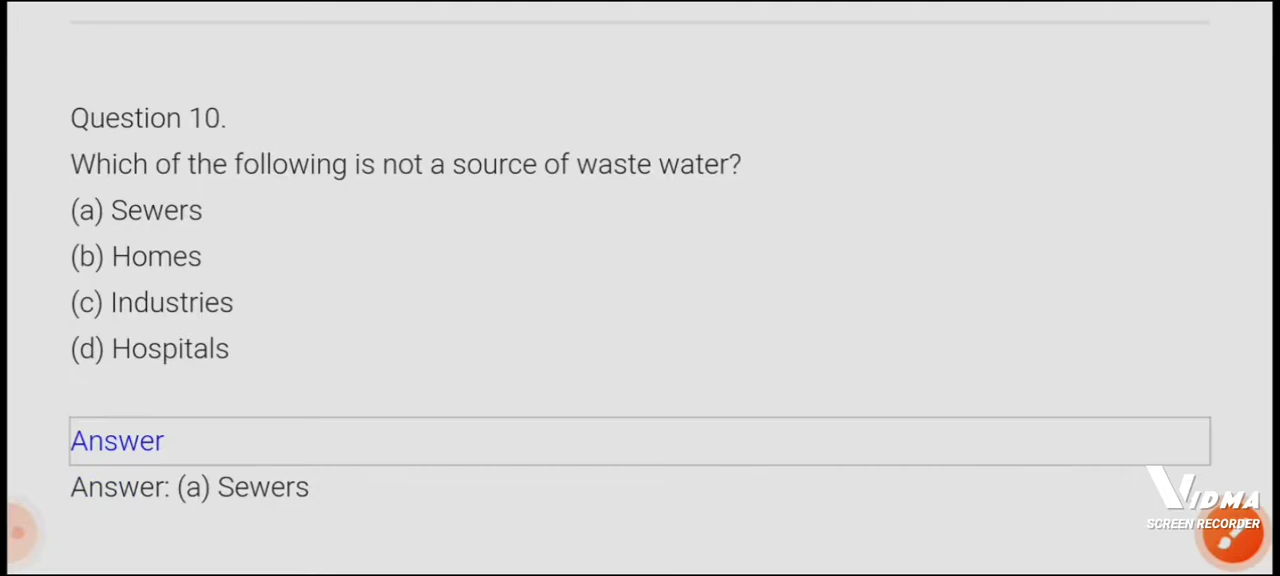 Question 10.
Which of the following is not a source of waste water?
(a) Sewers
(b) Homes
(c) Industries
(d) Hospitals
Answer
Answer: (a) Sewers
VIDMA
SCREEN RECORDER